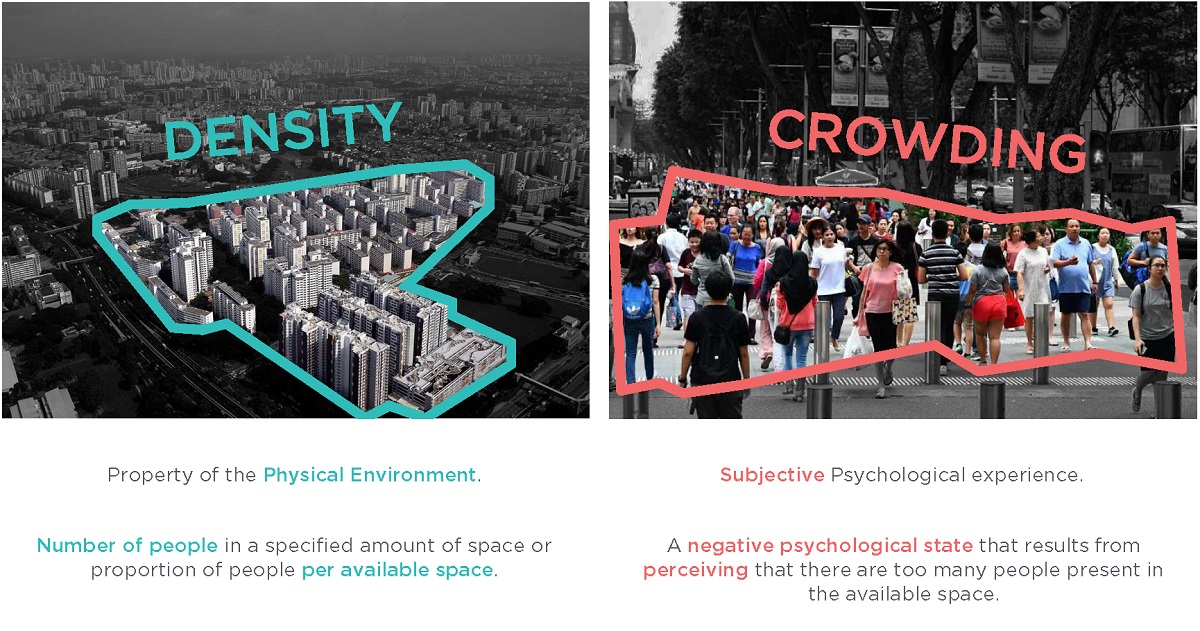 DENSITY
Property of the Physical Environment.
Number of people in a specified amount of space or
proportion of people per available space.
CROWDING
Subjective Psychological experience.
A negative psychological state that results from
perceiving that there are too many people present in
the available space.